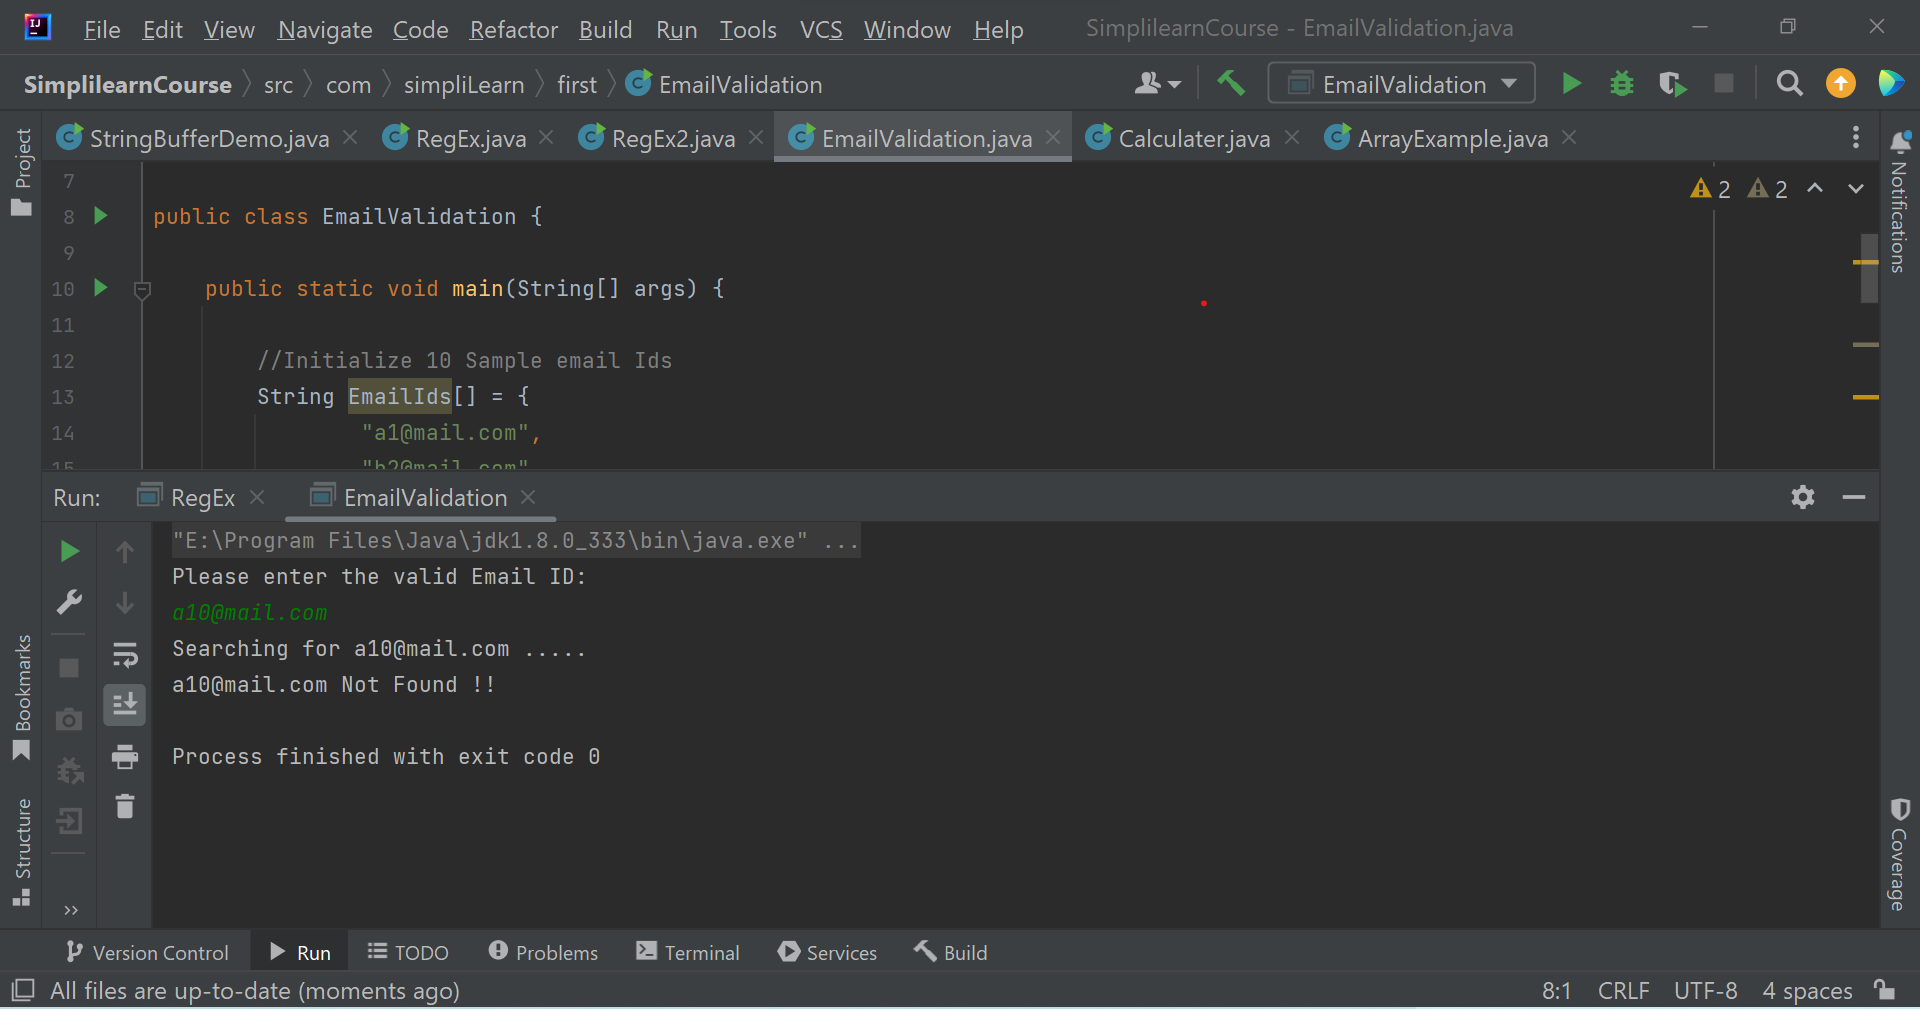 File Edit View Navigate Code Refactor Build Run Tools VCS Window Help SimplilearnCourse - EmailValidation.java
SimplilearnCourse src com simpliLearn first EmailValidation EmailValidation
StringBufferDemo.java RegEx.java RegEx2.java EmailValidation.java Calculater.java ArrayExample.java
Project
Notifications
7 2 2
8 public class EmailValidation {
9
10 public static void main(String[] args) {
11
12 //Initialize 10 Sample email Ids
13 String EmailIds[] = {
14 "a1@mail.com",
15 "b2@mail.com"
Run: RegEx EmailValidation
"E:\Program Files\Java\jdk1.8.0_333\bin\java.exe" ...
Please enter the valid Email ID:
a10@mail.com
Searching for a10@mail.com .....
a10@mail.com Not Found !!
Process finished with exit code 0
Bookmarks
Structure
Coverage
Version Control Run TODO Problems Terminal Services Build
All files are up-to-date (moments ago) 8:1 CRLF UTF-8 4 spaces